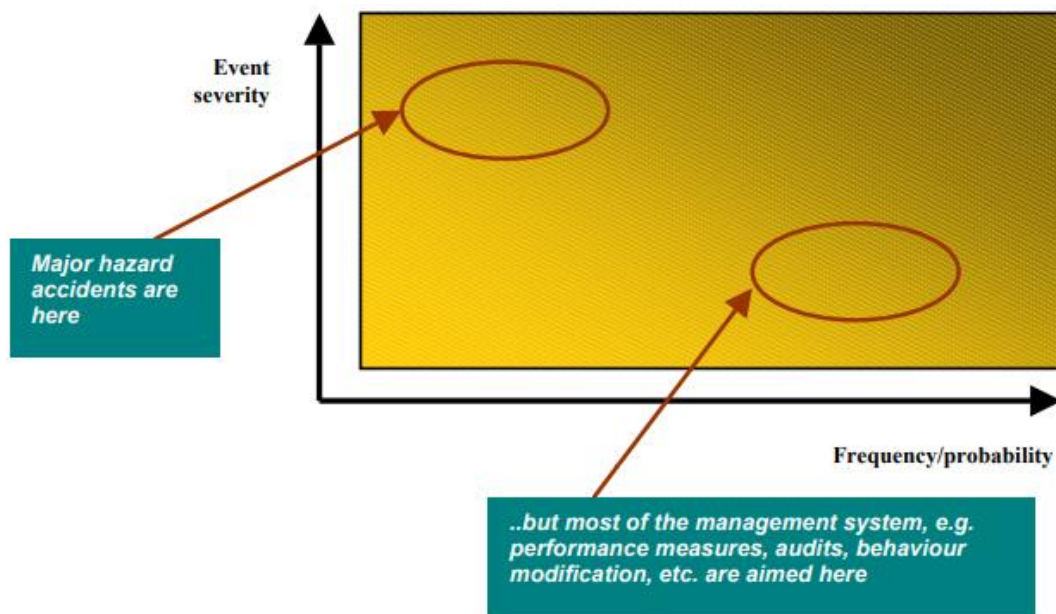 Event
severity
Major hazard
accidents are
here
Frequency/probability
..but most of the management system, e.g.
performance measures, audits, behaviour
modification, etc. are aimed here